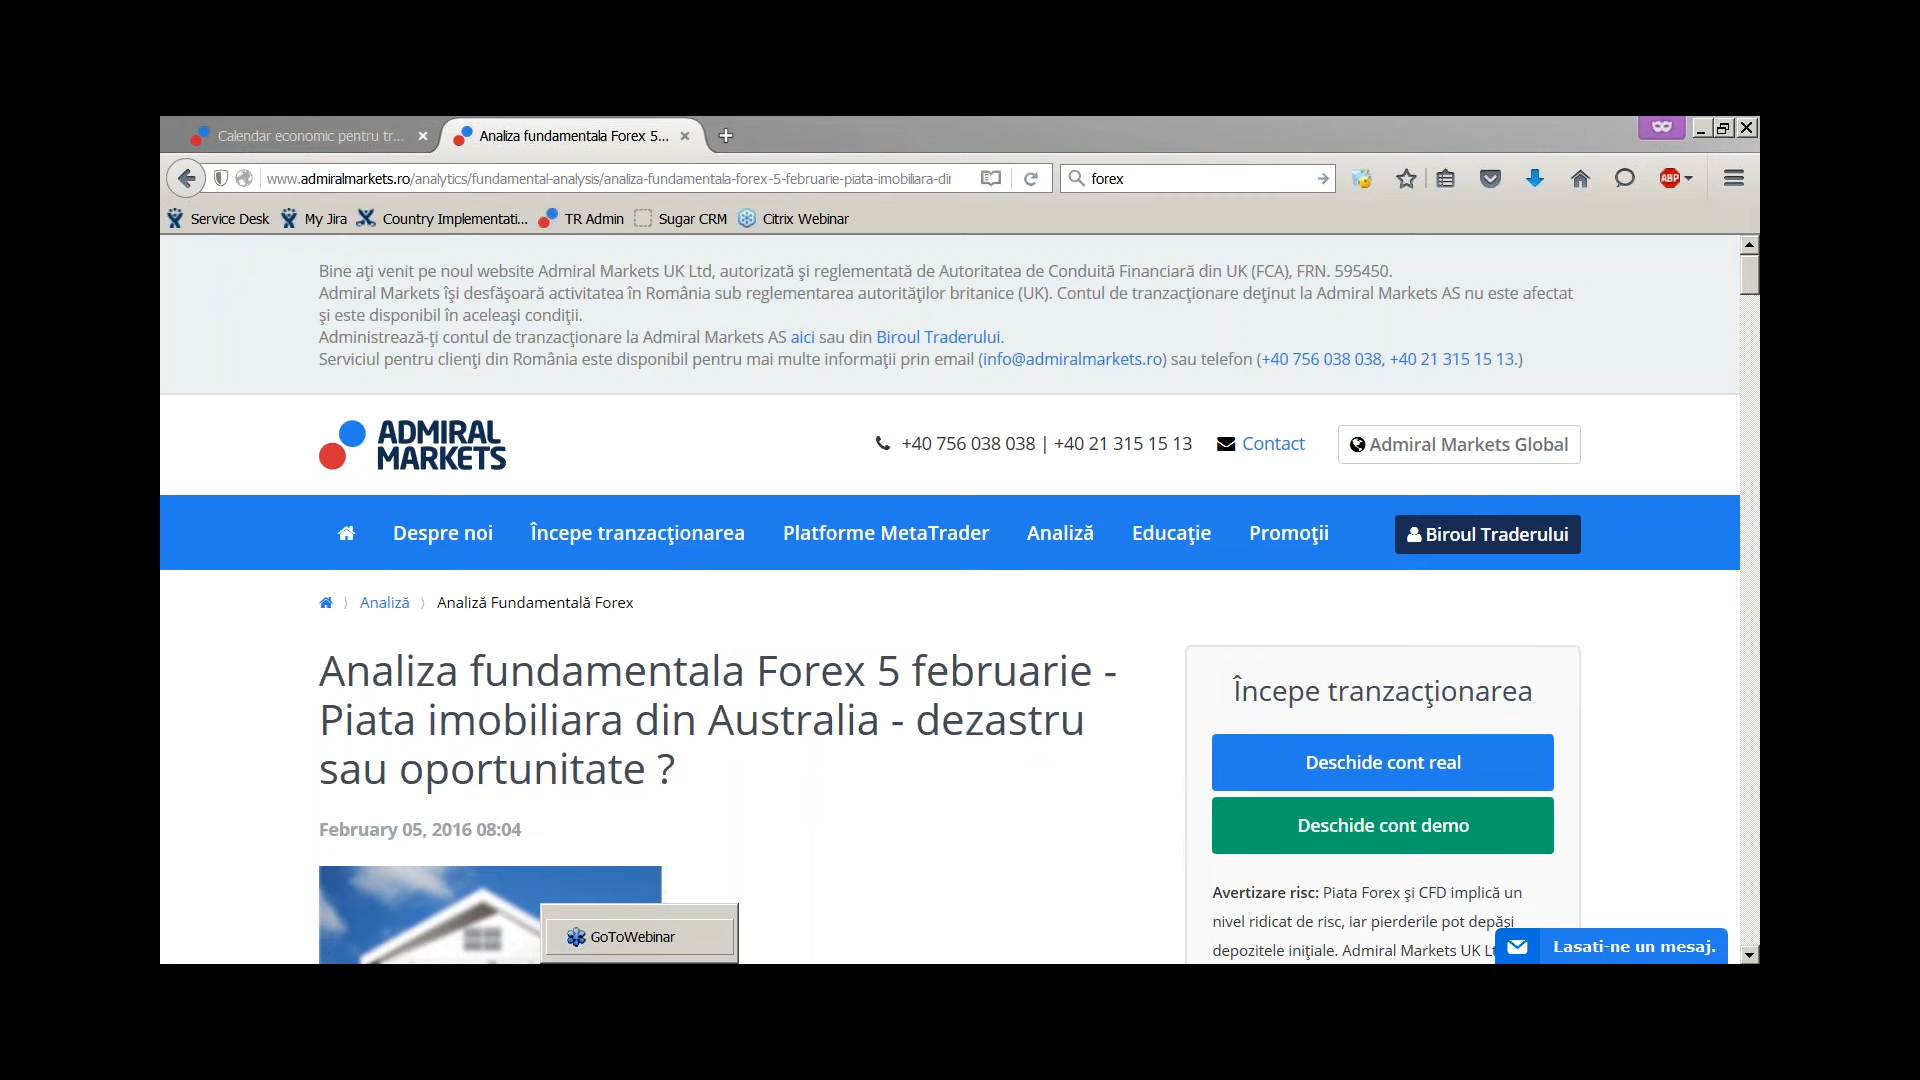 Calendar economic pentru tr...
Analiza fundamentala Forex 5...
www.admiralmarkets.ro/analytics/fundamental-analysis/analiza-fundamentala-forex-5-februarie-piata-imobiliara-di
forex
ABP
Service Desk
My Jira
Country Implementati...
TR Admin
Sugar CRM
Citrix Webinar
Bine aţi venit pe noul website Admiral Markets UK Ltd, autorizată şi reglementată de Autoritatea de Conduită Financiară din UK (FCA), FRN. 595450.
Admiral Markets îşi desfăşoară activitatea în România sub reglementarea autorităţilor britanice (UK). Contul de tranzacţionare deţinut la Admiral Markets AS nu este afectat
şi este disponibil în aceleaşi condiţii.
Administrează-ţi contul de tranzacţionare la Admiral Markets AS aici sau din Biroul Traderului.
Serviciul pentru clienţi din România este disponibil pentru mai multe informaţii prin email (info@admiralmarkets.ro) sau telefon (+40 756 038 038, +40 21 315 15 13.)
ADMIRAL
MARKETS
+40 756 038 038 | +40 21 315 15 13
Contact
Admiral Markets Global
Despre noi
Începe tranzacţionarea
Platforme MetaTrader
Analiză
Educaţie
Promoţii
Biroul Traderului
Analiză
Analiză Fundamentală Forex
Analiza fundamentala Forex 5 februarie -
Piata imobiliara din Australia - dezastru
sau oportunitate ?
February 05, 2016 08:04
GoToWebinar
Începe tranzacţionarea
Deschide cont real
Deschide cont demo
Avertizare risc: Piata Forex şi CFD implică un
nivel ridicat de risc, iar pierderile pot depăşi
depozitele iniţiale. Admiral Markets UK Lt
Lasati-ne un mesaj.